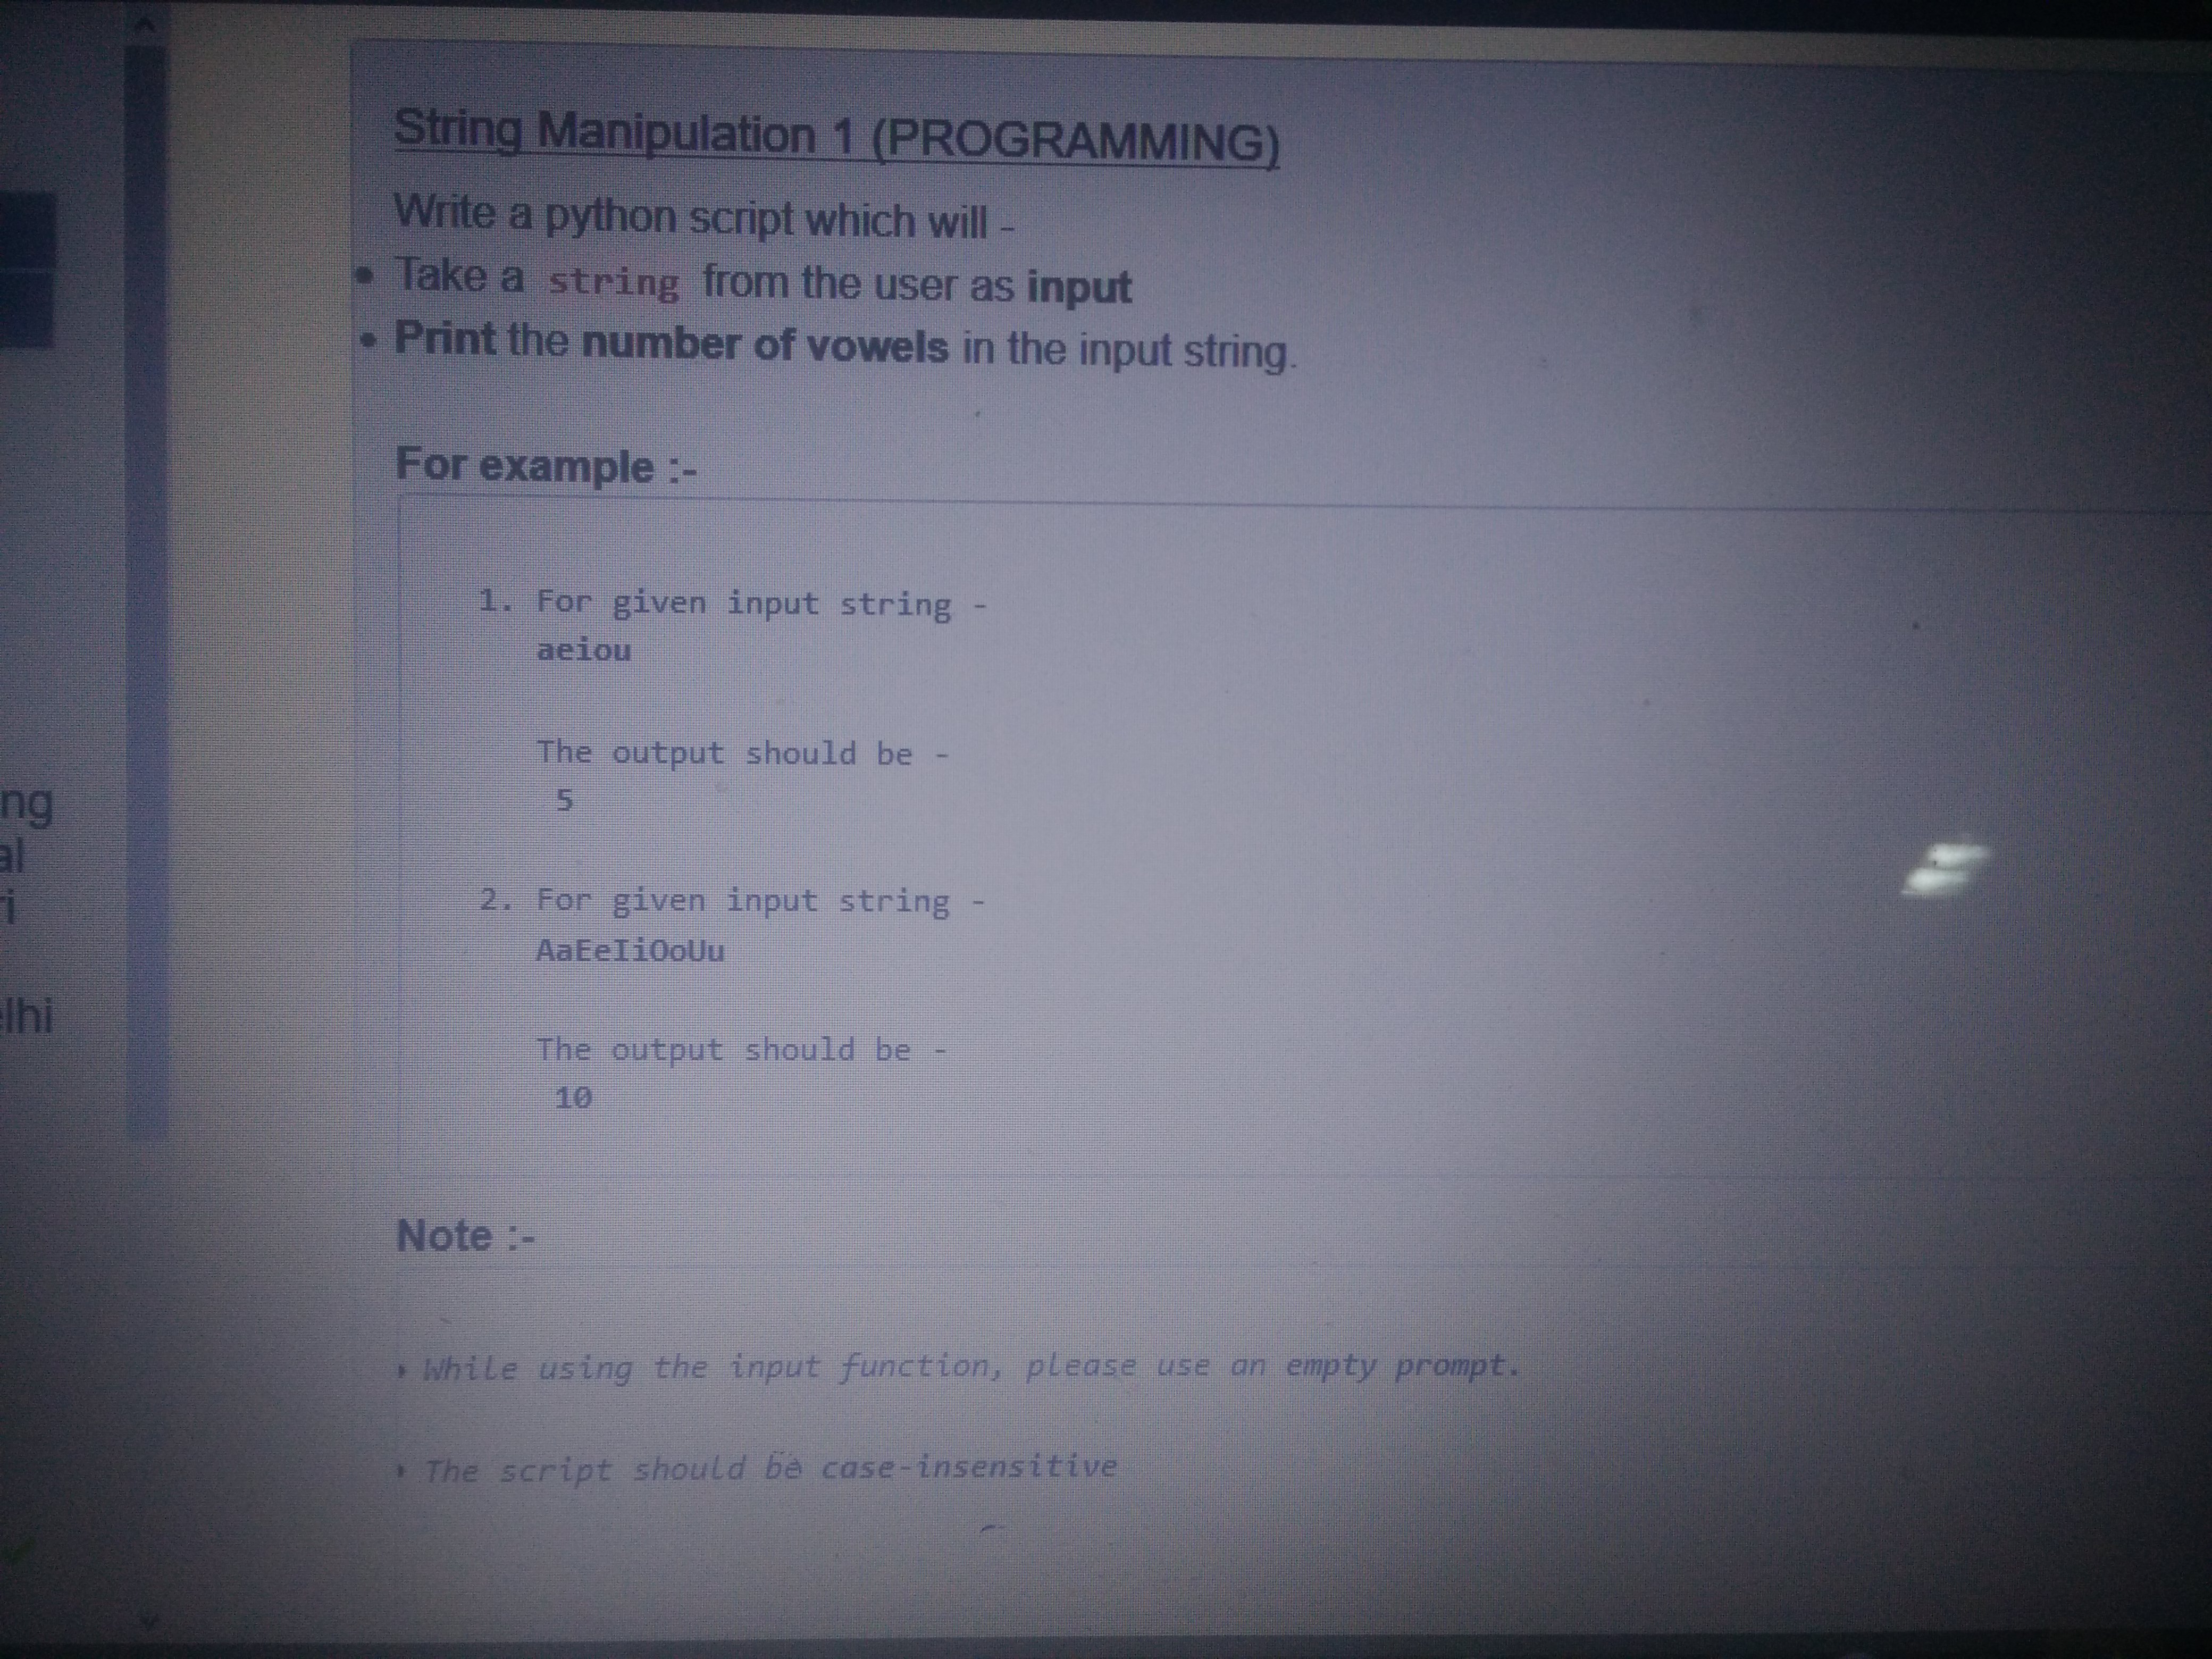 String Manipulation 1 (PROGRAMMING)
Write a python script which will -
• Take a string from the user as input
• Print the number of vowels in the input string.
For example :-
1. For given input string -
aeiou
The output should be -
5
2. For given input string -
AaEeIiOoUu
The output should be -
10
Note :-
While using the input function, please use an empty prompt.
The script should be case-insensitive
ng
al
ri
elhi